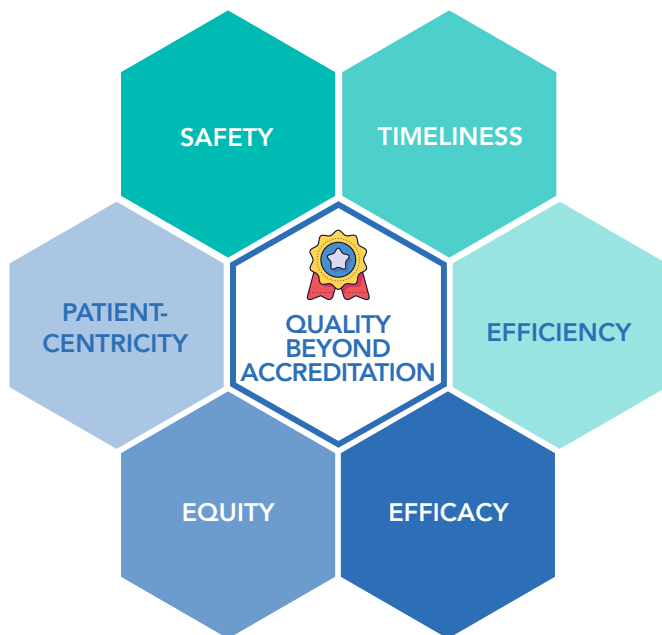 SAFETY
TIMELINESS
PATIENT-
CENTRICITY
QUALITY
BEYOND
ACCREDITATION
EFFICIENCY
EQUITY
EFFICACY